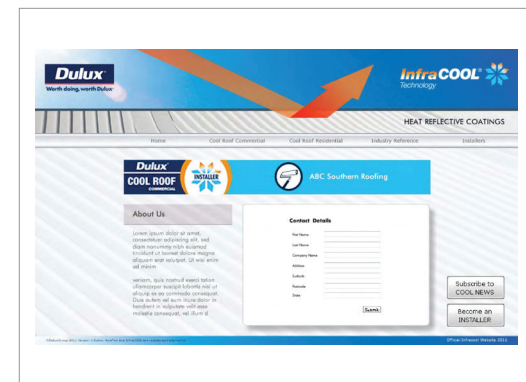 Dulux
Worth doing, worth Dulux
InfraCOOL
Technology
HEAT REFLECTIVE COATINGS
Home
Cool Roof Commercial
Cool Roof Residential
Industry Reference
Installers
Dulux
COOL ROOF
COMMERCIAL
INSTALLER
ABC Southern Roofing
About Us
Lorem ipsum dolor sit amet,
consectetuer adipiscing elit, sed
diam nonummy nibh euismod
tincidunt ut laoreet dolore magna
aliquam erat volutpat. Ut wisi enim
ad minim
veniam, quis nostrud exerci tation
ullamcorper suscipit lobortis nisl ut
aliquip ex ea commodo consequat.
Duis autem vel eum iriure dolor in
hendrerit in vulputate velit esse
molestie consequat, vel illum d
Contact Details
First Name
Last Name
Company Name
Address
Suburb
Postcode
State
Submit
Subscribe to
COOL NEWS
Become an
INSTALLER